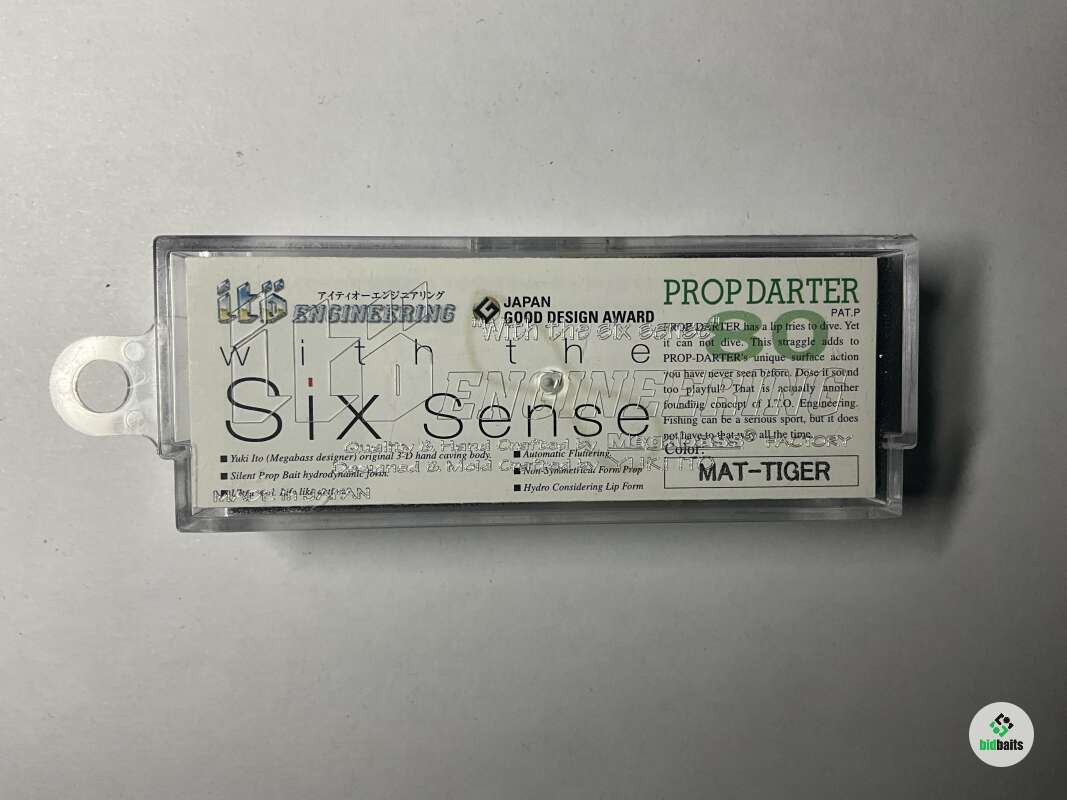 itö アイティオーエンジニアリング
ENGINEERING
JAPAN
GOOD DESIGN AWARD
PROP DARTER
PAT.P
80
"With the six sense"
with the
Six Sense
ITO ENGINEERING
PROP-DARTER has a lip tries to dive. Yet
it can not dive. This straggle adds to
PROP-DARTER's unique surface action
you have never seen before. Dose it sound
too playful? That is actually another
founding concept of I.T.O. Engineering.
Fishing can be a serious sport, but it does
not have to that way all the time.
Quality & Hand Crafted by Megabass® FACTORY
Designed & Mold Crafted by YUKI ITO
MADE IN JAPAN
■ Yuki Ito (Megabass designer) original 3-D hand caving body.
■ Silent Prop Bait hydrodynamic form.
■ Automatic Fluttering.
■ Non-Symmetrical Form Prop
■ Hydro Considering Lip Form
Color:
MAT-TIGER
bidbaits